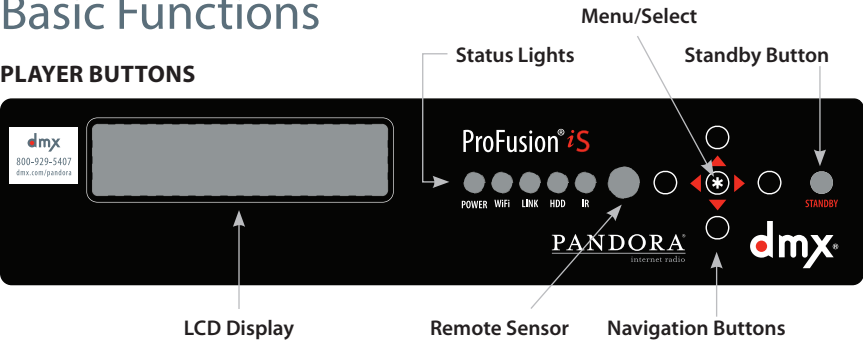 Basic Functions
Menu/Select
Status Lights
Standby Button
PLAYER BUTTONS
dmx
800-929-5407
dmx.com/pandora
ProFusion® iS
POWER WiFi LINK HDD IR
*
STANDBY
PANDORA®
internet radio
dmx®
LCD Display
Remote Sensor
Navigation Buttons